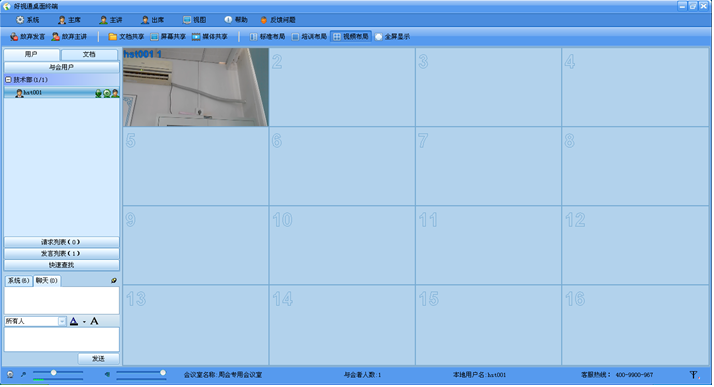 好视通桌面终端
系统 主席 主讲 出席 视图 帮助 反馈问题
放弃发言 放弃主讲 文档共享 屏幕共享 媒体共享 标准布局 培训布局 视频布局 全屏显示
用户 文档
与会用户
技术部(1/1)
hst001
请求列表(0)
发言列表(1)
快速查找
系统(6) 聊天(0)
所有人 A A
发送
hst001 1
2
3
4
5
6
7
8
9
10
11
12
13
14
15
16
会议室名称:周会专用会议室 与会者人数:1 本地用户名:hst001 客服热线: 400-9900-967